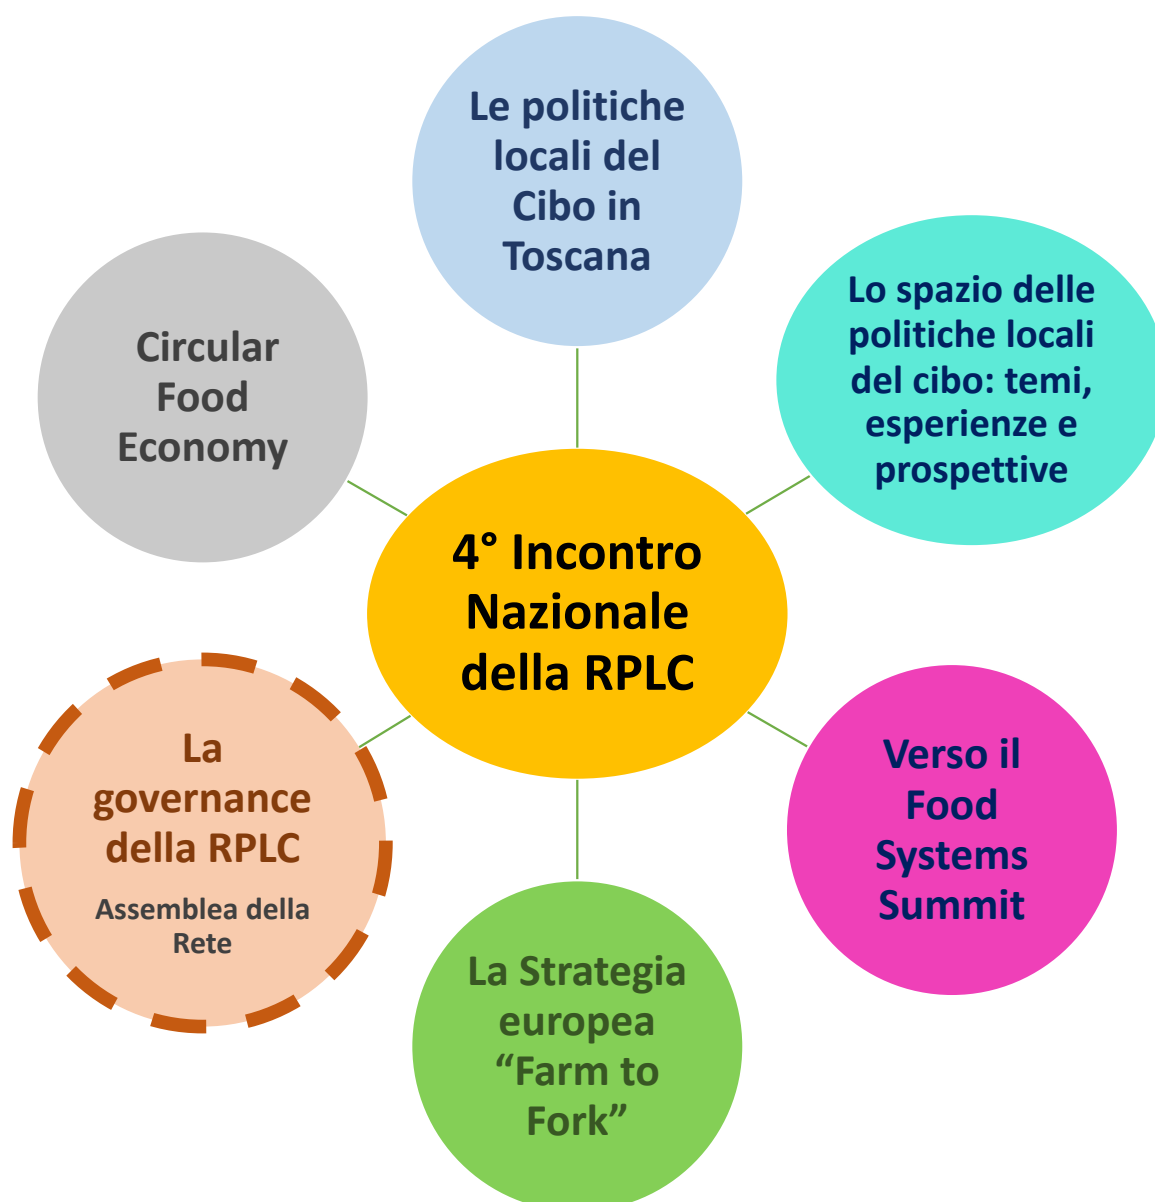 Le politiche
locali del
Cibo in
Toscana
Lo spazio delle
politiche locali
del cibo: temi,
esperienze e
prospettive
Circular
Food
Economy
4° Incontro
Nazionale
della RPLC
La
governance
della RPLC
Assemblea della
Rete
Verso il
Food
Systems
Summit
La Strategia
europea
“Farm to
Fork”